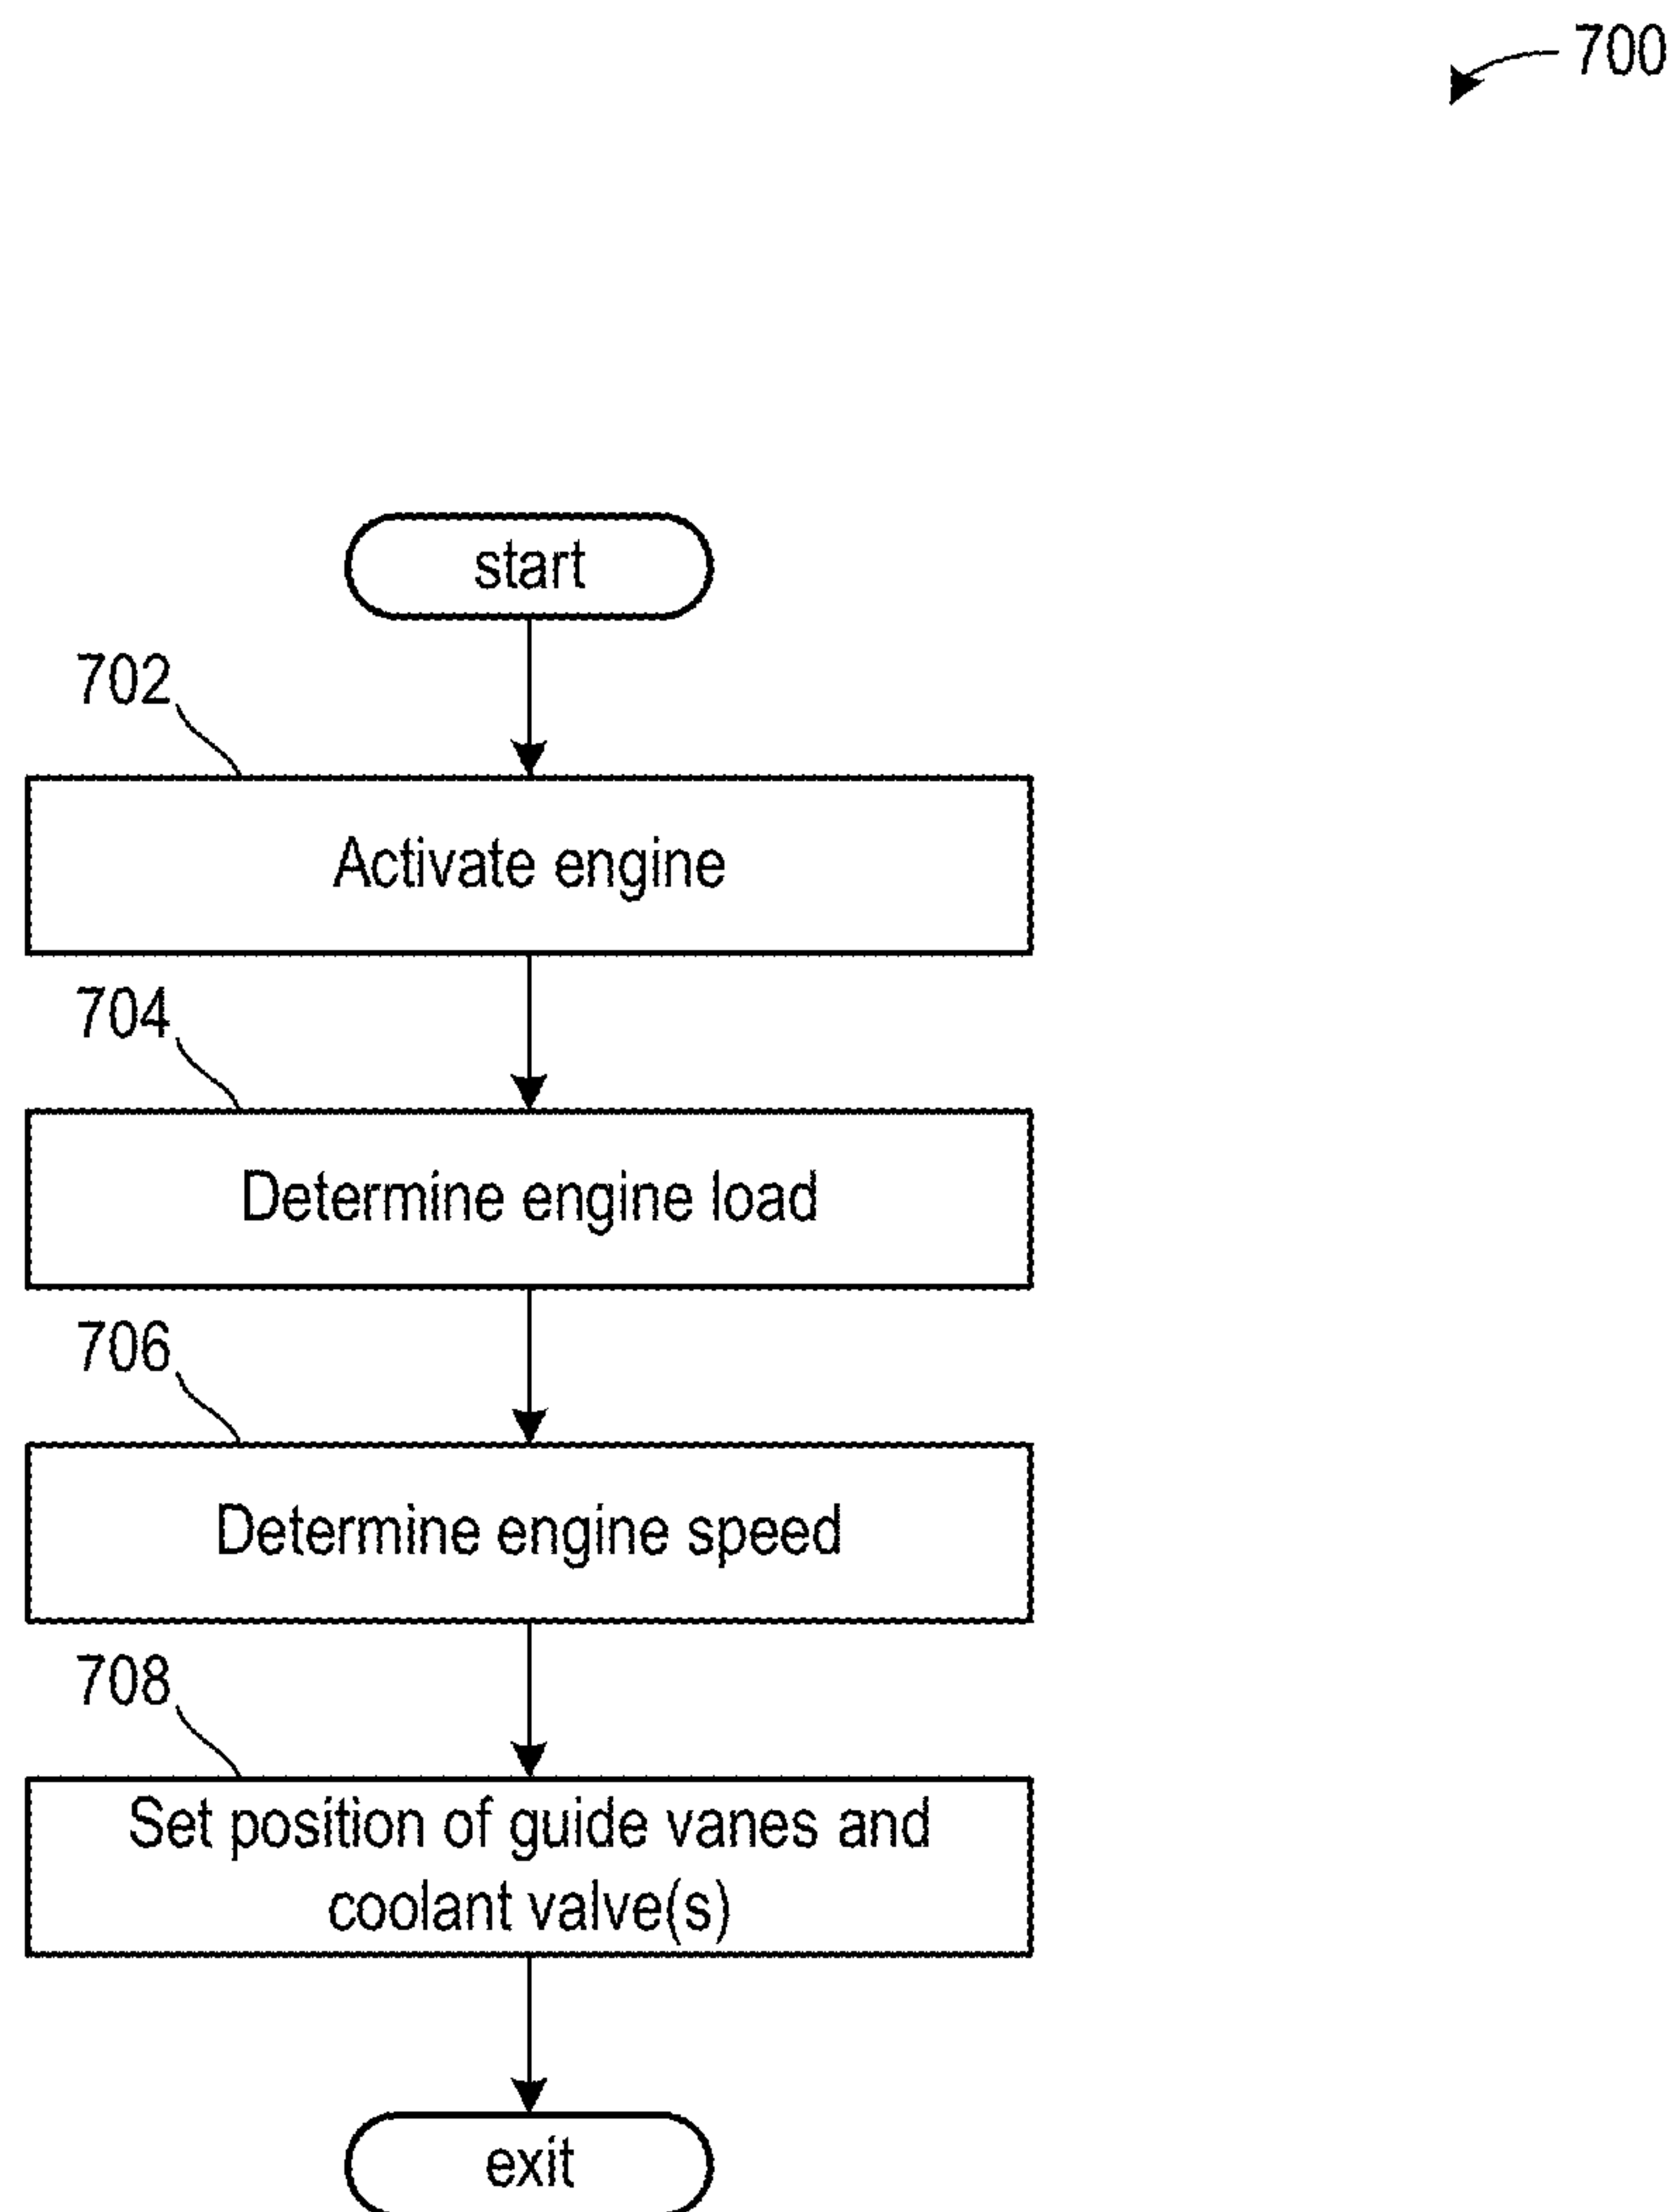 700
start
702
Activate engine
704
Determine engine load
706
Determine engine speed
708
Set position of guide vanes and
coolant valve(s)
exit